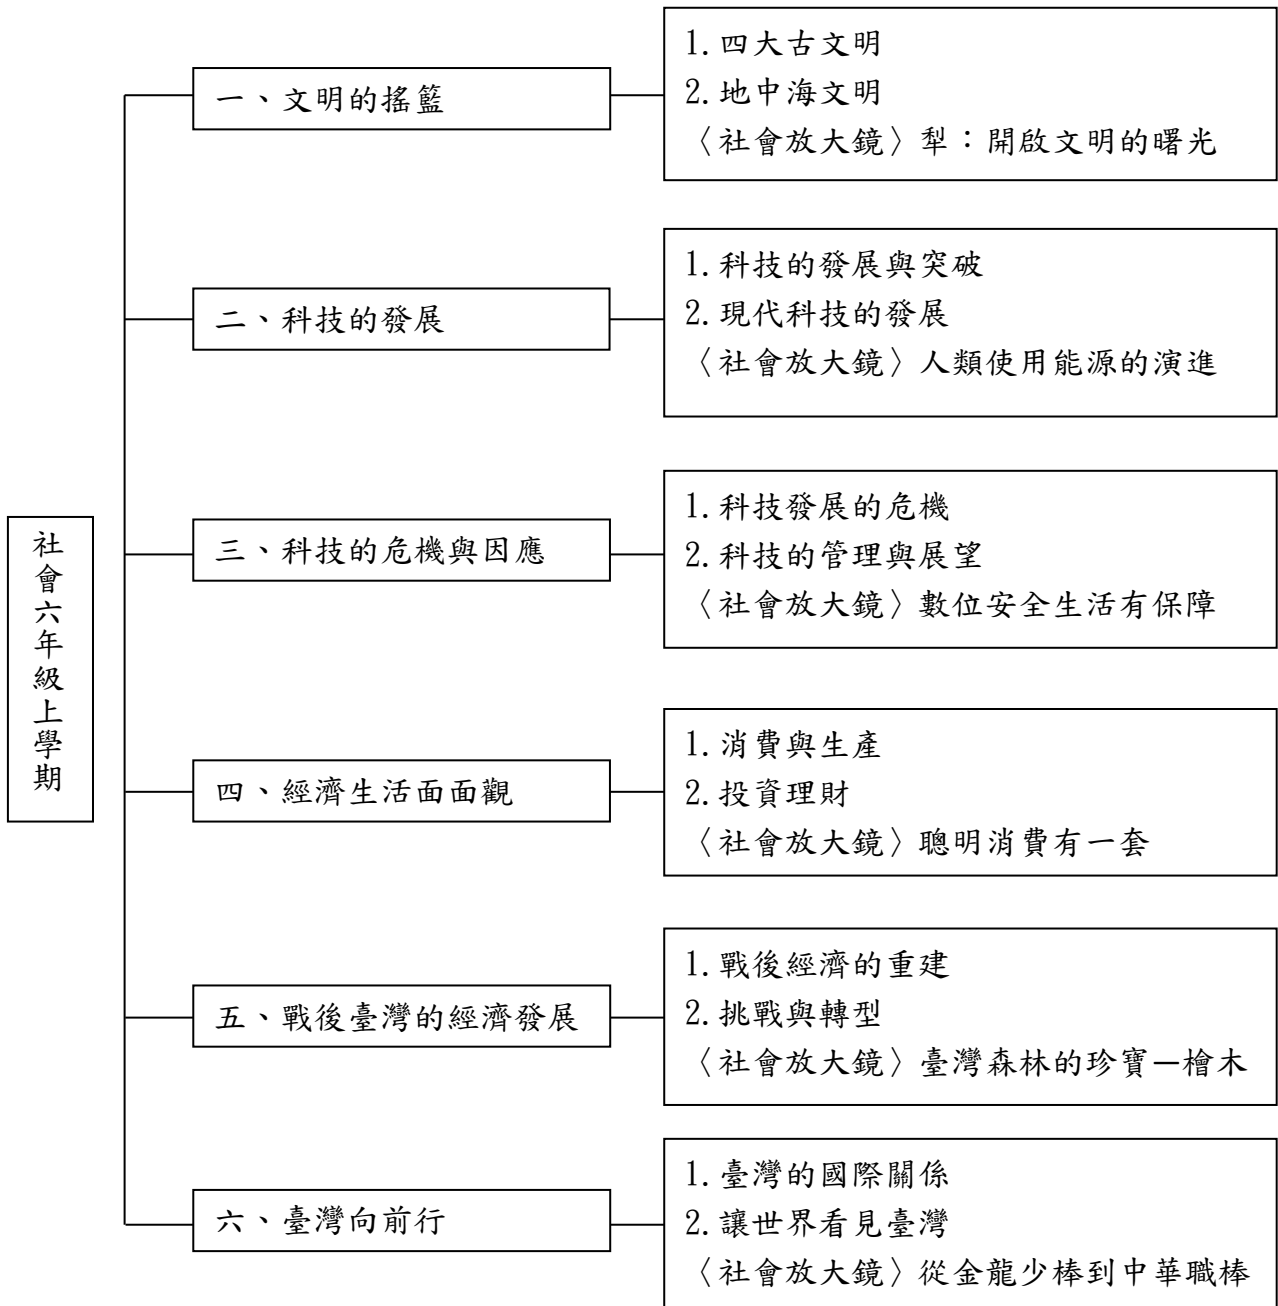 社會六年級上學期
一、文明的搖籃
1.四大古文明
2.地中海文明
〈社會放大鏡〉犁：開啟文明的曙光
二、科技的發展
1.科技的發展與突破
2.現代科技的發展
〈社會放大鏡〉人類使用能源的演進
三、科技的危機與因應
1.科技發展的危機
2.科技的管理與展望
〈社會放大鏡〉數位安全生活有保障
四、經濟生活面面觀
1.消費與生產
2.投資理財
〈社會放大鏡〉聰明消費有一套
五、戰後臺灣的經濟發展
1.戰後經濟的重建
2.挑戰與轉型
〈社會放大鏡〉臺灣森林的珍寶—檜木
六、臺灣向前行
1.臺灣的國際關係
2.讓世界看見臺灣
〈社會放大鏡〉從金龍少棒到中華職棒